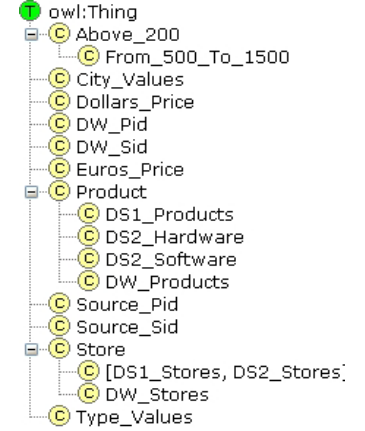 T owl:Thing
C Above_200
C From_500_To_1500
C City_Values
C Dollars_Price
C DW_Pid
C DW_Sid
C Euros_Price
C Product
C DS1_Products
C DS2_Hardware
C DS2_Software
C DW_Products
C Source_Pid
C Source_Sid
C Store
C [DS1_Stores, DS2_Stores]
C DW_Stores
C Type_Values